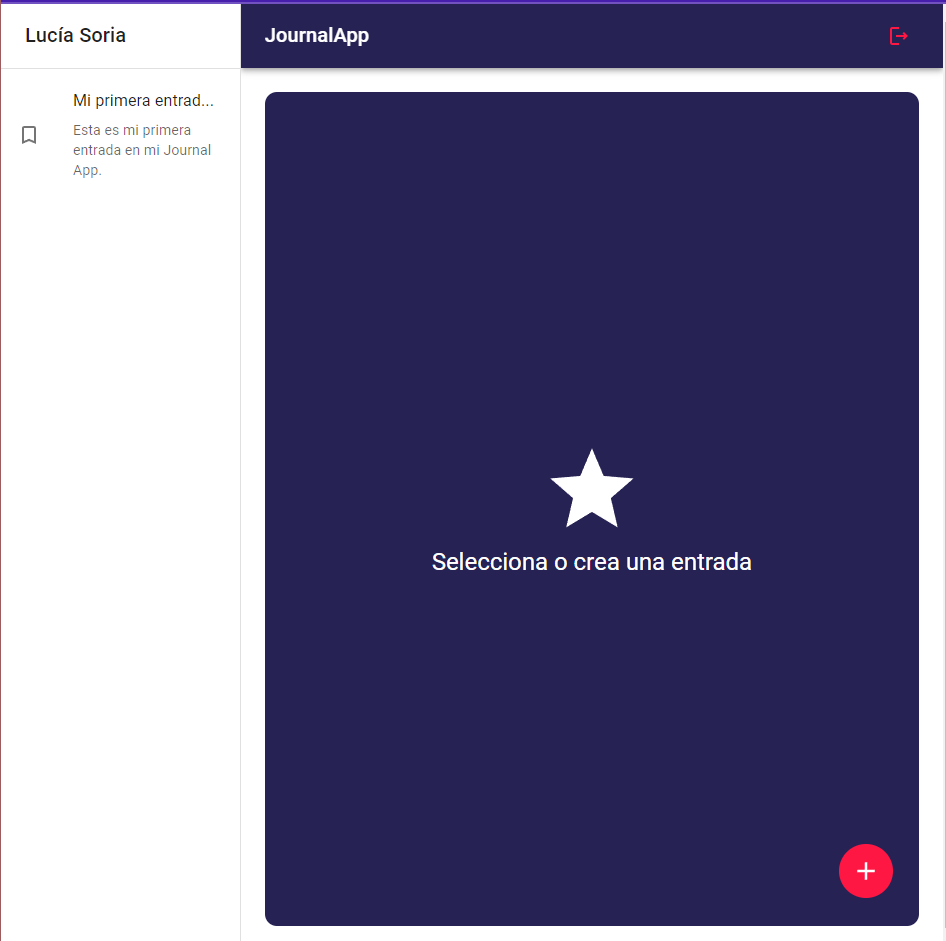 Lucía Soria
JournalApp
Mi primera entrad...
Esta es mi primera
entrada en mi Journal
App.
Selecciona o crea una entrada